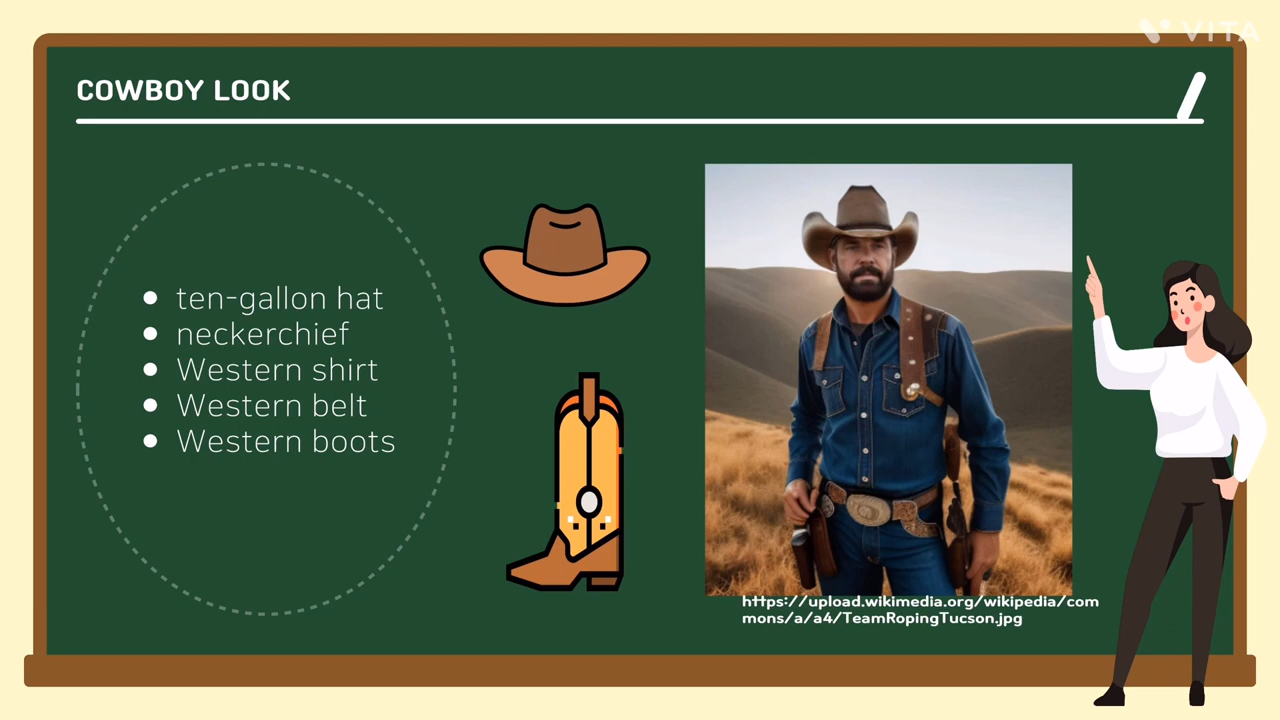 VITA
COWBOY LOOK
ten-gallon hat
neckerchief
Western shirt
Western belt
Western boots
https://upload.wikimedia.org/wikipedia/com
mons/a/a4/TeamRopingTucson.jpg